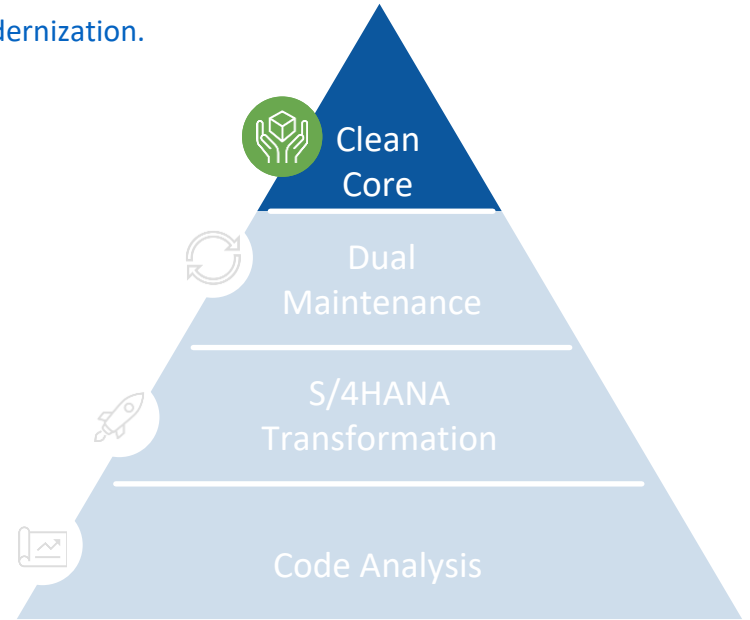 dernization.
Clean
Core
Dual
Maintenance
S/4HANA
Transformation
Code Analysis